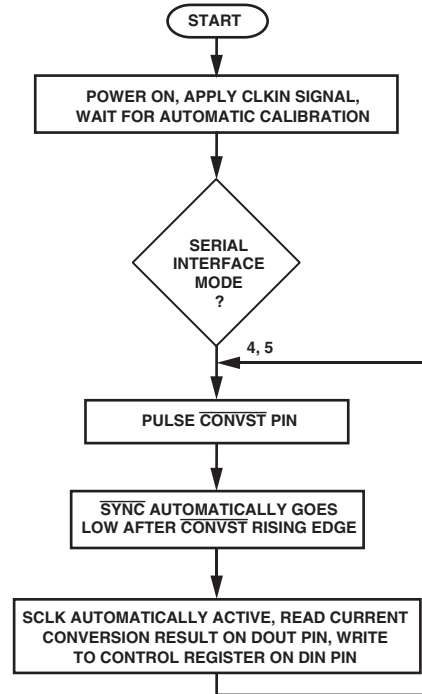 START
POWER ON, APPLY CLKIN SIGNAL,
WAIT FOR AUTOMATIC CALIBRATION
SERIAL
INTERFACE
MODE
?
4, 5
PULSE CONVST PIN
SYNC AUTOMATICALLY GOES
LOW AFTER CONVST RISING EDGE
SCLK AUTOMATICALLY ACTIVE, READ CURRENT
CONVERSION RESULT ON DOUT PIN, WRITE
TO CONTROL REGISTER ON DIN PIN